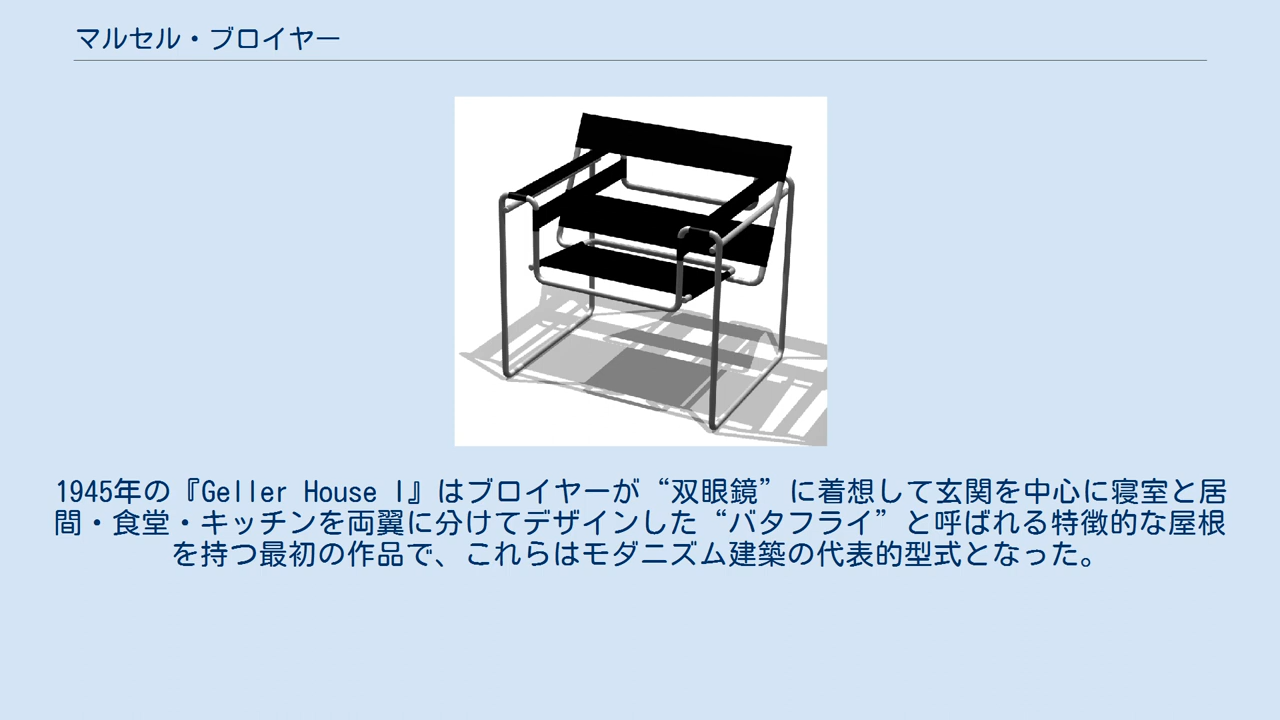 マルセル・ブロイヤー
1945年の『Geller House I』はブロイヤーが“双眼鏡”に着想して玄関を中心に寝室と居
間・食堂・キッチンを両翼に分けてデザインした“バタフライ”と呼ばれる特徴的な屋根
を持つ最初の作品で、これらはモダニズム建築の代表的型式となった。